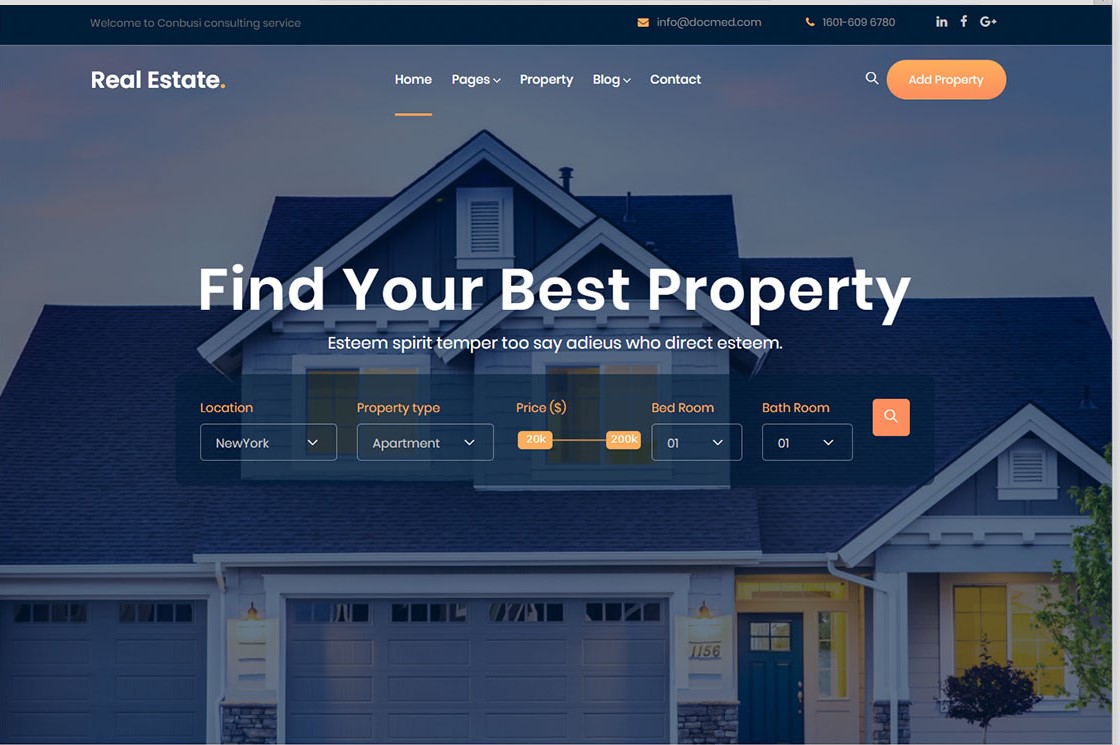 Welcome to Conbusi consulting service
info@docmed.com
1601-609 6780
in f G+
Real Estate.
Home Pages Property Blog Contact
Add Property
Find Your Best Property
Esteem spirit temper too say adieus who direct esteem.
Location Property type Price ($) Bed Room Bath Room
NewYork Apartment 20k 200k 01 01
1156